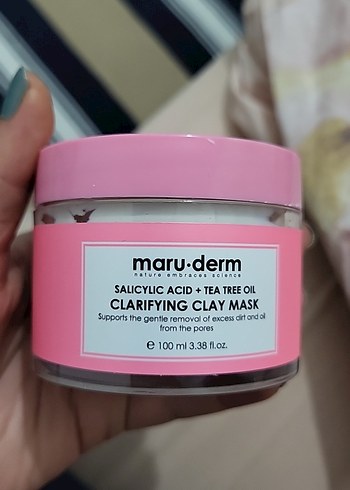 maru·derm
nature embraces science
SALICYLIC ACID + TEA TREE OIL
CLARIFYING CLAY MASK
Supports the gentle removal of excess dirt and oil
from the pores
℮ 100 ml 3.38 fl.oz.